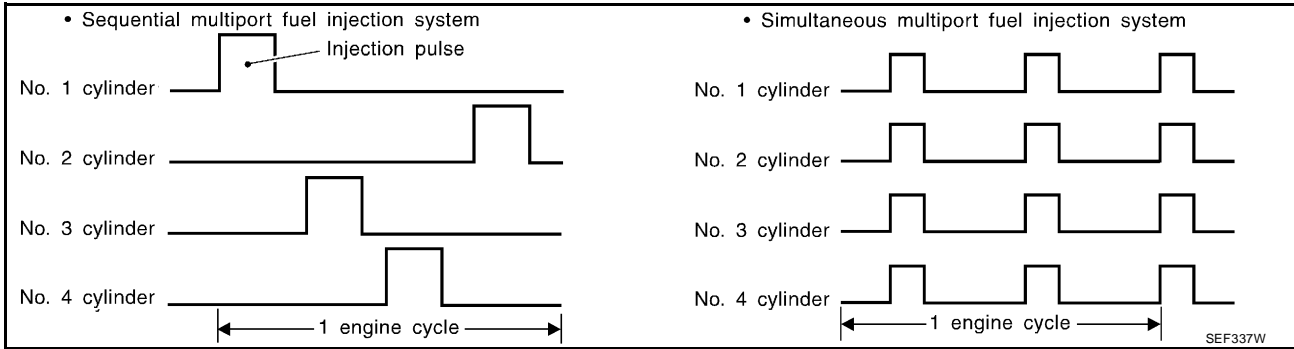 • Sequential multiport fuel injection system
Injection pulse
No. 1 cylinder
No. 2 cylinder
No. 3 cylinder
No. 4 cylinder
1 engine cycle
• Simultaneous multiport fuel injection system
No. 1 cylinder
No. 2 cylinder
No. 3 cylinder
No. 4 cylinder
1 engine cycle
SEF337W